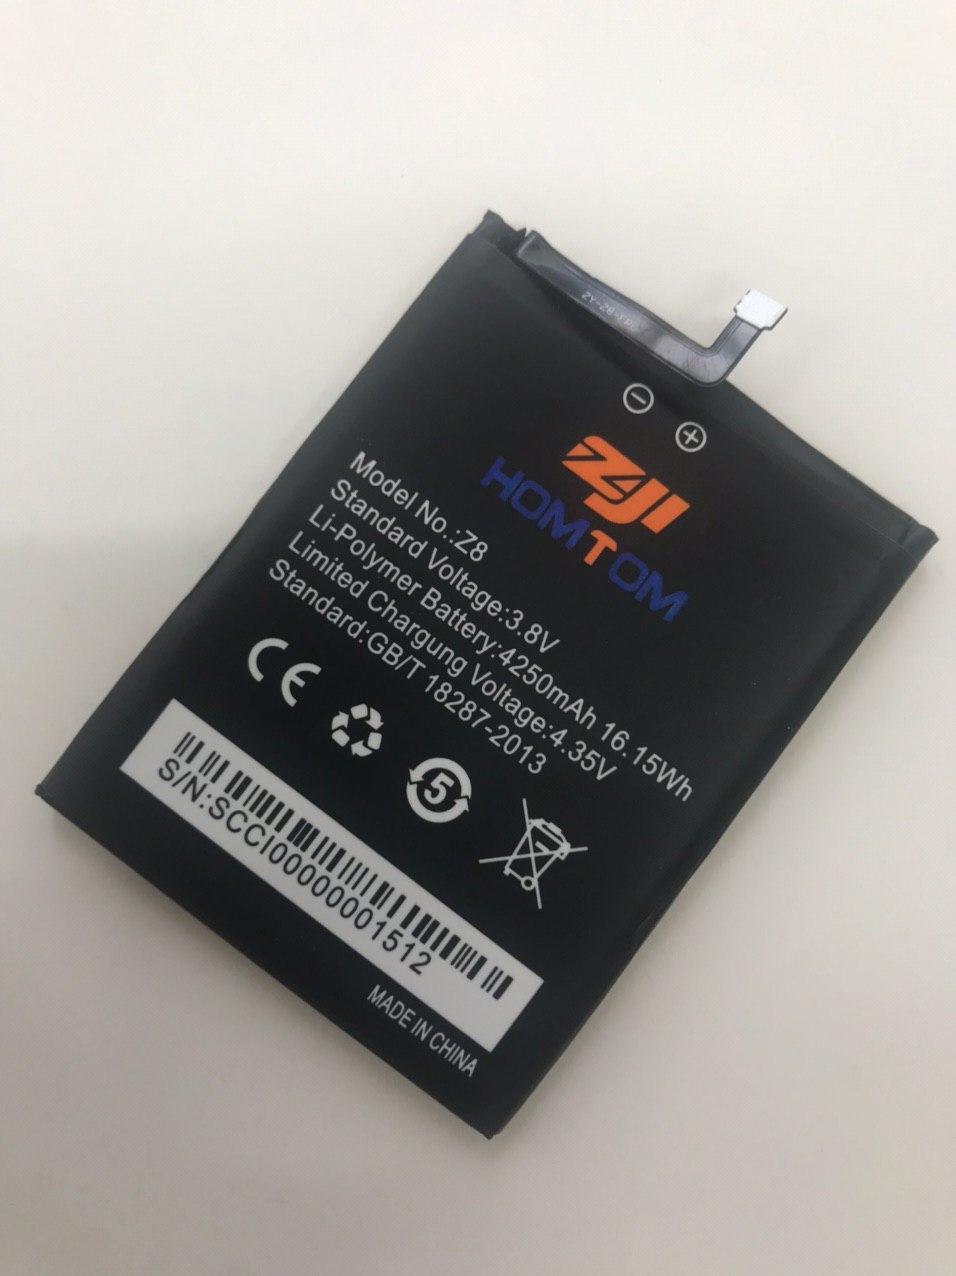 ZJI
HOMTOM
Model No.:Z8
Standard Voltage:3.8V
Li-Polymer Battery:4250mAh 16.15Wh
Limited Chargung Voltage:4.35V
Standard:GB/T 18287-2013
CE
5
S/N:SCCI00000001512
MADE IN CHINA